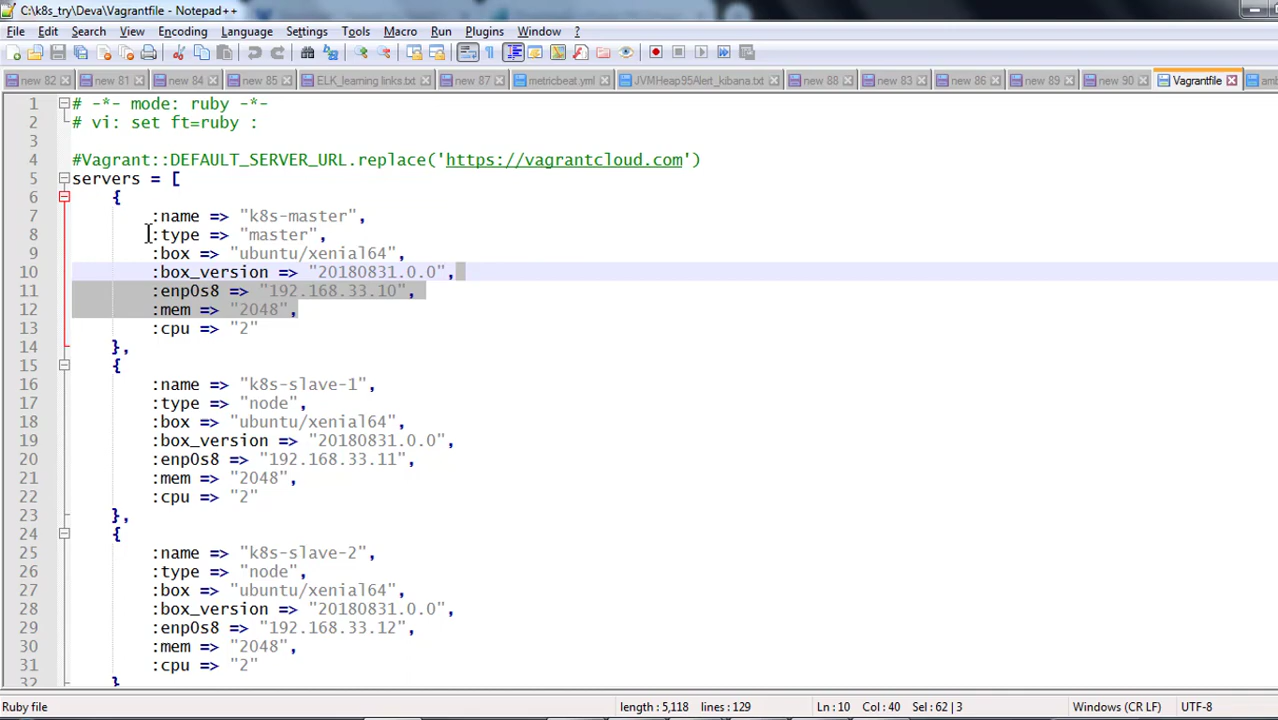 C:\k8s_try\Deva\Vagrantfile - Notepad++
File Edit Search View Encoding Language Settings Tools Macro Run Plugins Window ?
new 82 new 81 new 84 new 85 ELK_learning links.txt new 87 metricbeat.yml JVMHeap95Alert_kibana.txt new 88 new 83 new 86 new 89 new 90 Vagrantfile
1 # -*- mode: ruby -*-
2 # vi: set ft=ruby :
3
4 #Vagrant::DEFAULT_SERVER_URL.replace('https://vagrantcloud.com')
5 servers = [
6 {
7 :name => "k8s-master",
8 :type => "master",
9 :box => "ubuntu/xenial64",
10 :box_version => "20180831.0.0",
11 :enp0s8 => "192.168.33.10",
12 :mem => "2048",
13 :cpu => "2"
14 },
15 {
16 :name => "k8s-slave-1",
17 :type => "node",
18 :box => "ubuntu/xenial64",
19 :box_version => "20180831.0.0",
20 :enp0s8 => "192.168.33.11",
21 :mem => "2048",
22 :cpu => "2"
23 },
24 {
25 :name => "k8s-slave-2",
26 :type => "node",
27 :box => "ubuntu/xenial64",
28 :box_version => "20180831.0.0",
29 :enp0s8 => "192.168.33.12",
30 :mem => "2048",
31 :cpu => "2"
32 }
Ruby file length : 5,118 lines : 129 Ln : 10 Col : 40 Sel : 62 | 3 Windows (CR LF) UTF-8